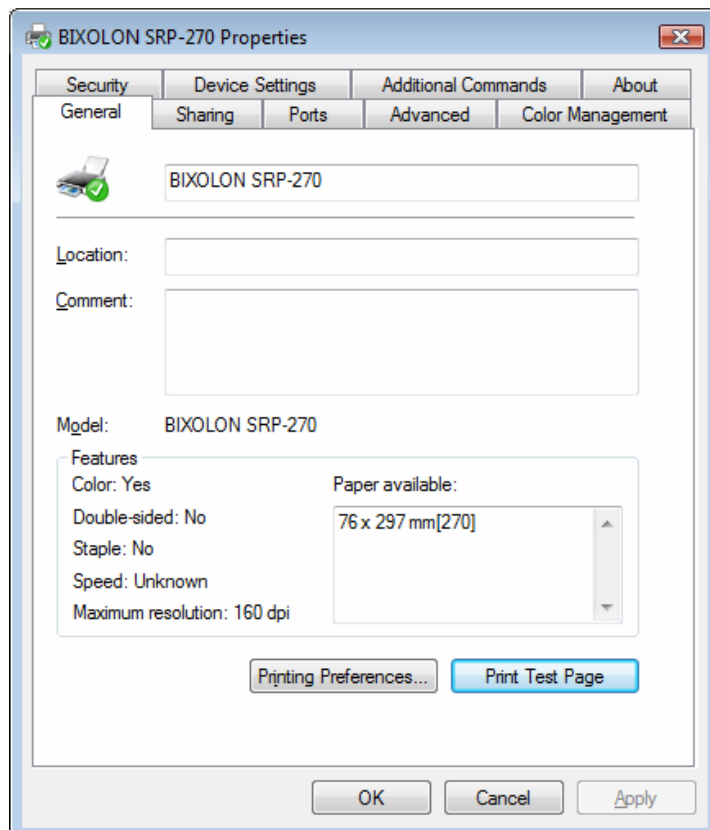 BIXOLON SRP-270 Properties
Security Device Settings Additional Commands About
General Sharing Ports Advanced Color Management
BIXOLON SRP-270
Location:
Comment:
Model: BIXOLON SRP-270
Features
Color: Yes Paper available:
Double-sided: No 76 x 297 mm[270]
Staple: No
Speed: Unknown
Maximum resolution: 160 dpi
Printing Preferences... Print Test Page
OK Cancel Apply